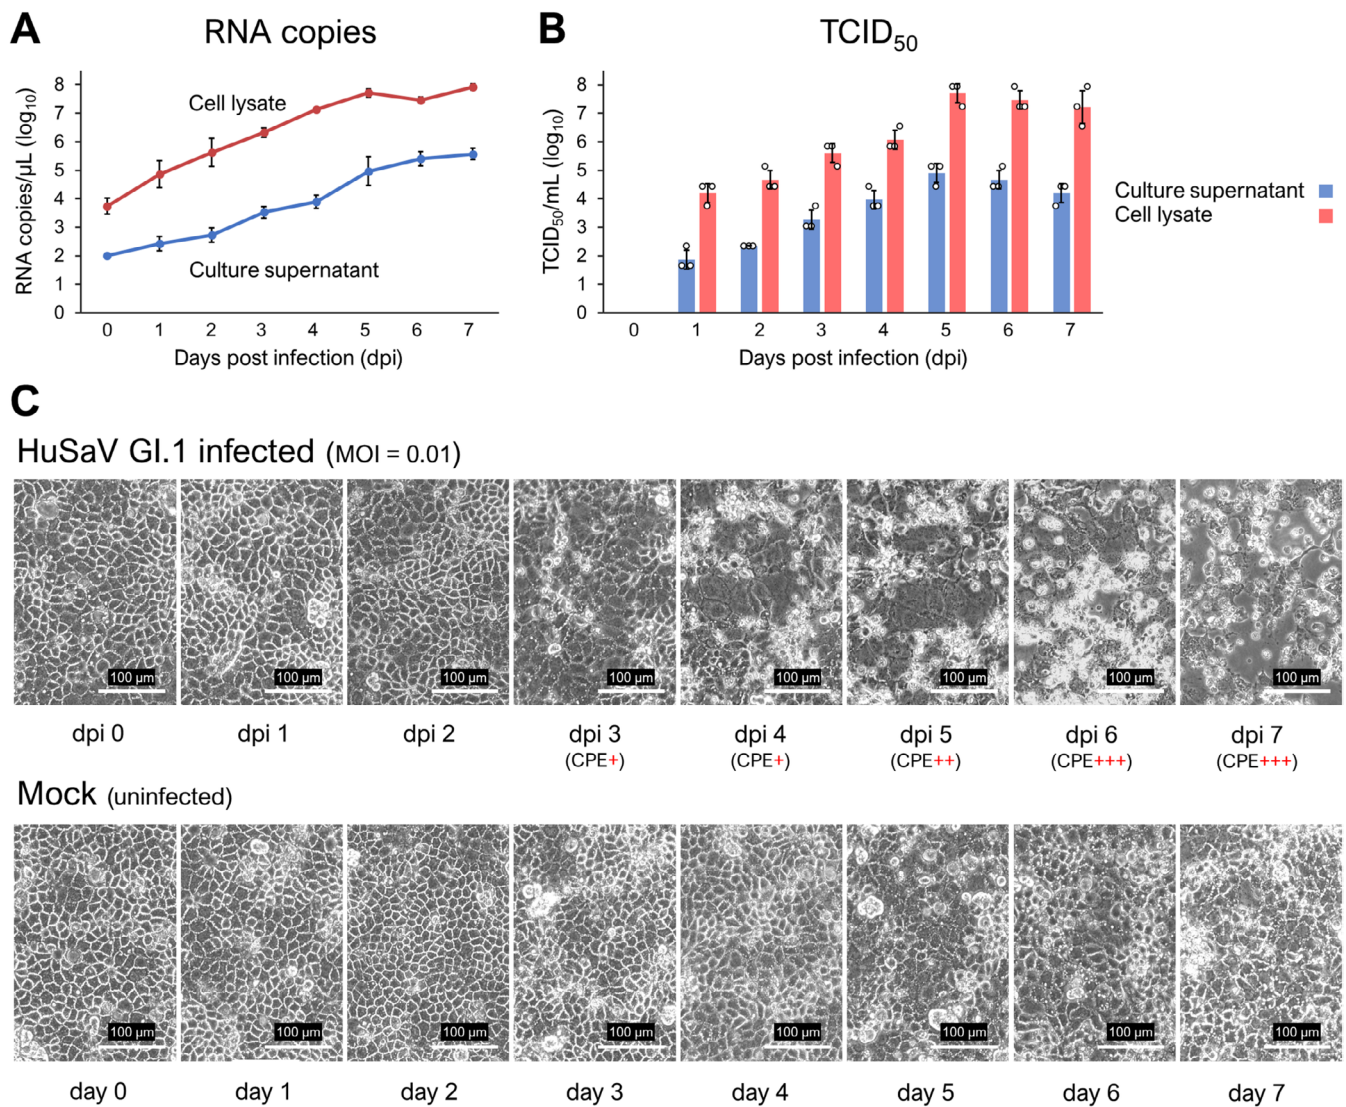 A
RNA copies
RNA copies/µL (log10)
8
7
6
5
4
3
2
1
0
Cell lysate
Culture supernatant
0 1 2 3 4 5 6 7
Days post infection (dpi)
B
TCID50
TCID50/mL (log10)
8
7
6
5
4
3
2
1
0
0 1 2 3 4 5 6 7
Days post infection (dpi)
Culture supernatant
Cell lysate
C
HuSaV GI.1 infected (MOI = 0.01)
100 µm 100 µm 100 µm 100 µm 100 µm 100 µm 100 µm 100 µm
dpi 0 dpi 1 dpi 2 dpi 3 dpi 4 dpi 5 dpi 6 dpi 7
(CPE+) (CPE+) (CPE++) (CPE+++) (CPE+++)
Mock (uninfected)
100 µm 100 µm 100 µm 100 µm 100 µm 100 µm 100 µm 100 µm
day 0 day 1 day 2 day 3 day 4 day 5 day 6 day 7